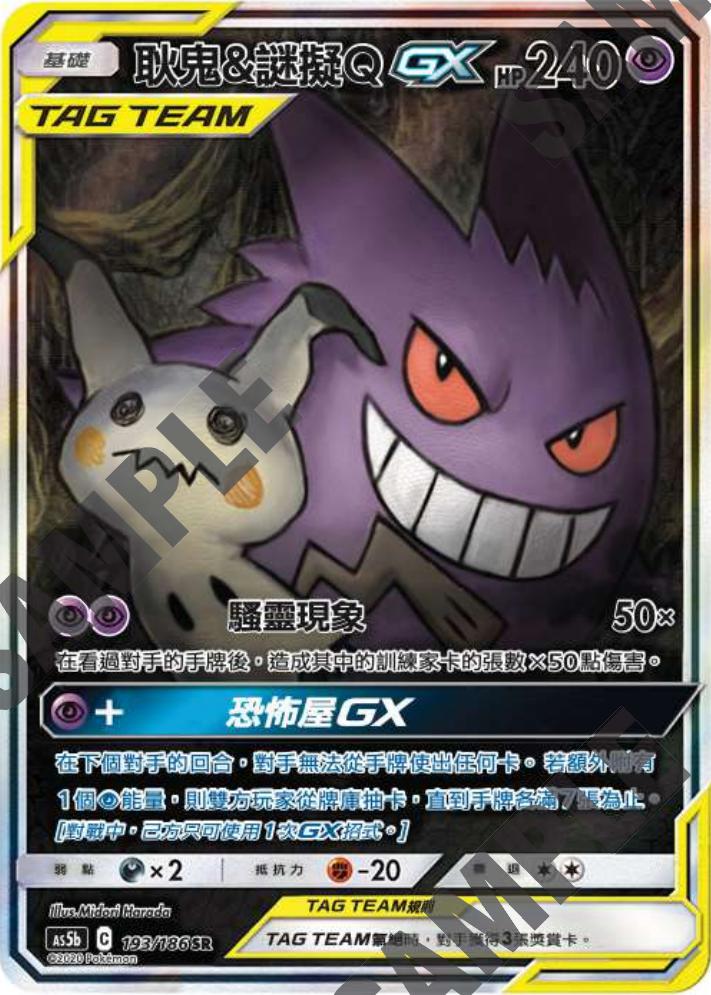 基礎 耿鬼&謎擬Q GX HP 240
TAG TEAM
騷靈現象 50×
在看過對手的手牌後，造成其中的訓練家卡的張數×50點傷害。
+ 恐怖屋GX
在下個對手的回合，對手無法從手牌使出任何卡。若額外附有
1個能量，則雙方玩家從牌庫抽卡，直到手牌各滿7張為止。
[對戰中，己方只可使用1次GX招式。]
弱點 ×2 抵抗力 -20 撤退
Illus.Midori Harada
TAG TEAM規則
AS5b C 193/186 SR
TAG TEAM氣絕時，對手獲得3張獎賞卡。
©2020 Pokémon
SAMPLE
SAMPLE
SAMPLE
SAMPLE